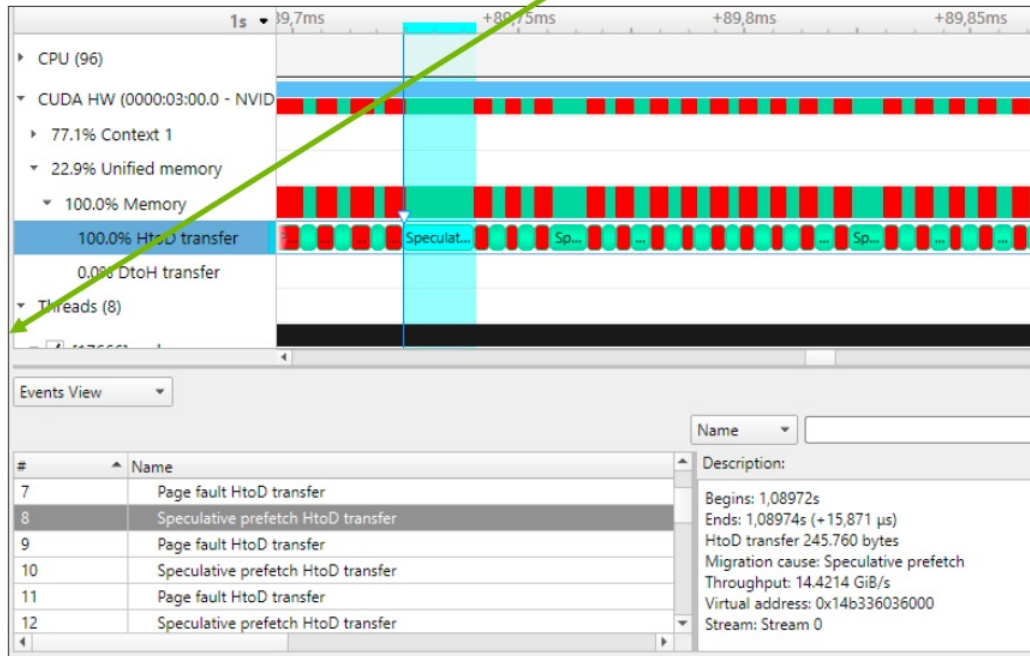 1s 89,7ms +89,75ms +89,8ms +89,85ms
CPU (96)
CUDA HW (0000:03:00.0 - NVID
77.1% Context 1
22.9% Unified memory
100.0% Memory
100.0% HtoD transfer Speculat... Sp... ... ... Sp... ... ...
0.0% DtoH transfer
Threads (8)
Events View
Name
# Name
7 Page fault HtoD transfer
8 Speculative prefetch HtoD transfer
9 Page fault HtoD transfer
10 Speculative prefetch HtoD transfer
11 Page fault HtoD transfer
12 Speculative prefetch HtoD transfer
Description:
Begins: 1,08972s
Ends: 1,08974s (+15,871 μs)
HtoD transfer 245.760 bytes
Migration cause: Speculative prefetch
Throughput: 14.4214 GiB/s
Virtual address: 0x14b336036000
Stream: Stream 0